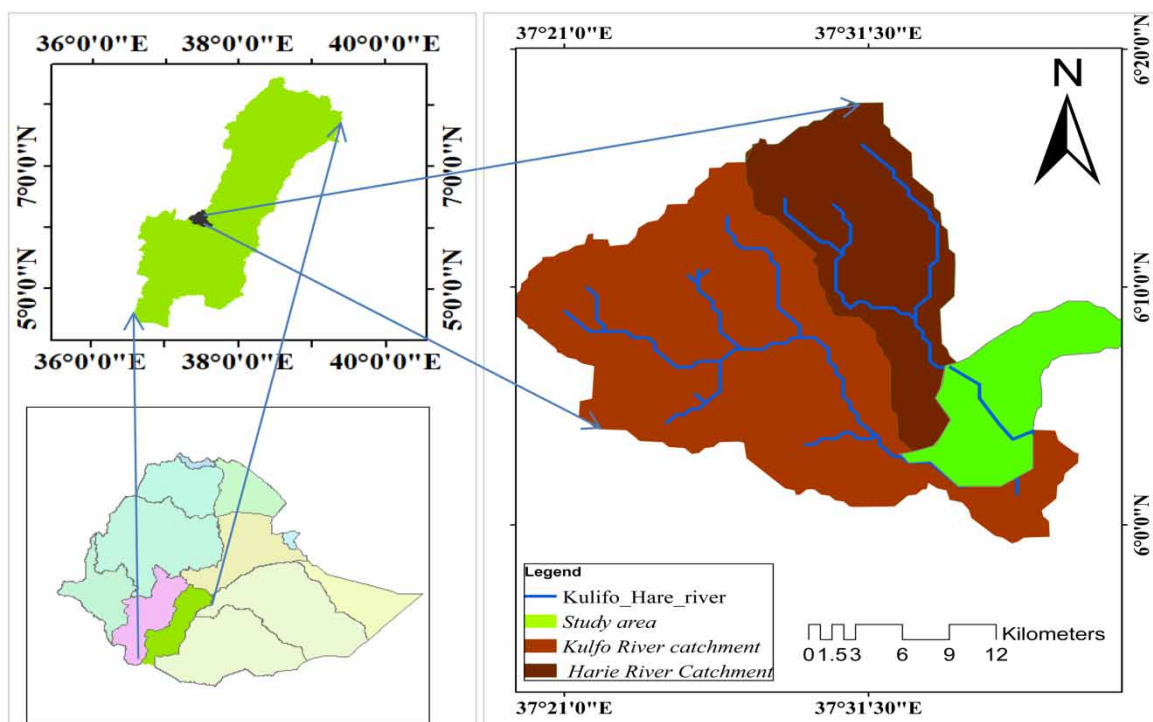 36°0'0"E 38°0'0"E 40°0'0"E
7°0'0"N
5°0'0"N
7°0'0"N
5°0'0"N
36°0'0"E 38°0'0"E 40°0'0"E
37°21'0"E 37°31'30"E
6°20'0"N
6°10'0"N
6°0'0"N
N
Legend
Kulifo_Hare_river
Study area
Kulfo River catchment
Harie River Catchment
Kilometers
0 1.5 3 6 9 12
37°21'0"E 37°31'30"E